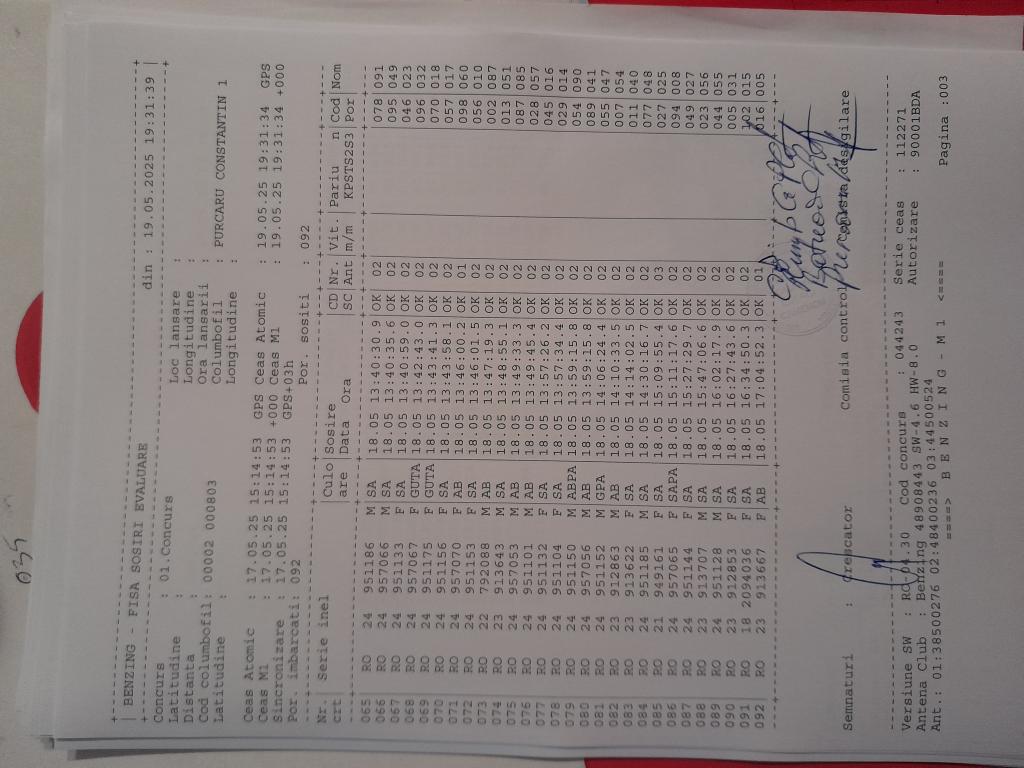 035
BENZING - FISA SOSIRI EVALUARE din : 19.05.2025 19:31:39
Concurs : 01.Concurs Loc lansare :
Latitudine : Longitudine :
Distanta : Ora lansarii :
Cod columbofil: 00002 000803 Columbofil : PURCARU CONSTANTIN 1
Latitudine : Longitudine :
Ceas Atomic : 17.05.25 15:14:53 GPS Ceas Atomic : 19.05.25 19:31:34 GPS
Ceas M1 : 17.05.25 15:14:53 +000 Ceas M1 : 19.05.25 19:31:34 +000
Sincronizare : 17.05.25 15:14:53 GPS+03h
Por. imbarcati: 092 Por. sositi : 092
Nr. Serie inel Culo Sosire CD Nr Vit. Pariu n Cod Nom
crt are Data Ora SC Ant m/m KPSTS2S3 Por
065 RO 24 951186 M SA 18.05 13:40:30.9 OK 02 078 091
066 RO 24 957066 M SA 18.05 13:40:35.6 OK 02 095 049
067 RO 24 951133 F SA 18.05 13:40:59.0 OK 02 046 023
068 RO 24 957067 F GUTA 18.05 13:42:43.0 OK 02 096 032
069 RO 24 951175 F GUTA 18.05 13:43:41.3 OK 02 070 018
070 RO 24 951156 F SA 18.05 13:43:58.1 OK 02 057 017
071 RO 24 957070 F AB 18.05 13:46:00.2 OK 01 098 060
072 RO 24 951153 F SA 18.05 13:46:01.5 OK 02 056 010
073 RO 22 792088 M AB 18.05 13:47:19.3 OK 02 002 087
074 RO 23 913643 M SA 18.05 13:48:55.1 OK 02 013 051
075 RO 24 957053 M AB 18.05 13:49:33.3 OK 02 087 085
076 RO 24 951101 M AB 18.05 13:49:45.4 OK 02 028 057
077 RO 24 951132 F SA 18.05 13:57:26.2 OK 02 045 016
078 RO 24 951104 F SA 18.05 13:57:34.4 OK 02 029 014
079 RO 24 951150 M ABPA 18.05 13:59:15.8 OK 02 054 090
080 RO 24 957056 M AB 18.05 13:59:15.8 OK 02 089 041
081 RO 24 951152 M GPA 18.05 14:06:24.4 OK 02 055 047
082 RO 23 912863 M AB 18.05 14:10:33.5 OK 02 007 054
083 RO 23 913622 F SA 18.05 14:14:02.5 OK 02 011 040
084 RO 24 951185 M SA 18.05 14:30:16.7 OK 02 077 048
085 RO 21 949161 F SA 18.05 15:09:55.4 OK 03 027 025
086 RO 24 957065 F SAPA 18.05 15:11:17.6 OK 02 094 008
087 RO 24 951144 F SA 18.05 15:27:29.7 OK 02 049 027
088 RO 23 913707 M SA 18.05 15:47:06.6 OK 02 023 056
089 RO 24 951128 M SA 18.05 16:02:17.9 OK 02 044 055
090 RO 23 912853 F AB 18.05 16:27:43.6 OK 02 005 031
091 RO 18 2094036 F SA 18.05 16:34:50.3 OK 02 102 015
092 RO 23 913667 F AB 18.05 17:04:52.3 OK 01 016 005
Semnaturi : Crescator Comisia control
Versiune SW : RC-04.30 Cod concurs : 044243 Serie ceas : 112271
Antena Club : Benzing 48908443 SW-4.6 HW-8.0 Autorizare : 90001BDA
Ant.: 01:38500276 02:48400236 03:44500524
====> B E N Z I N G - M 1 <==== Pagina :003